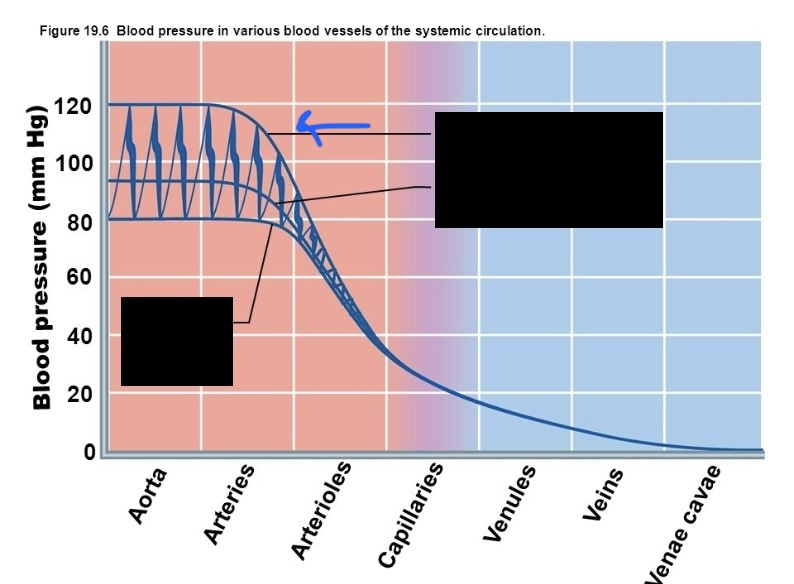 Figure 19.6 Blood pressure in various blood vessels of the systemic circulation.
Blood pressure (mm Hg)
120
100
80
60
40
20
0
Aorta
Arteries
Arterioles
Capillaries
Venules
Veins
Venae cavae